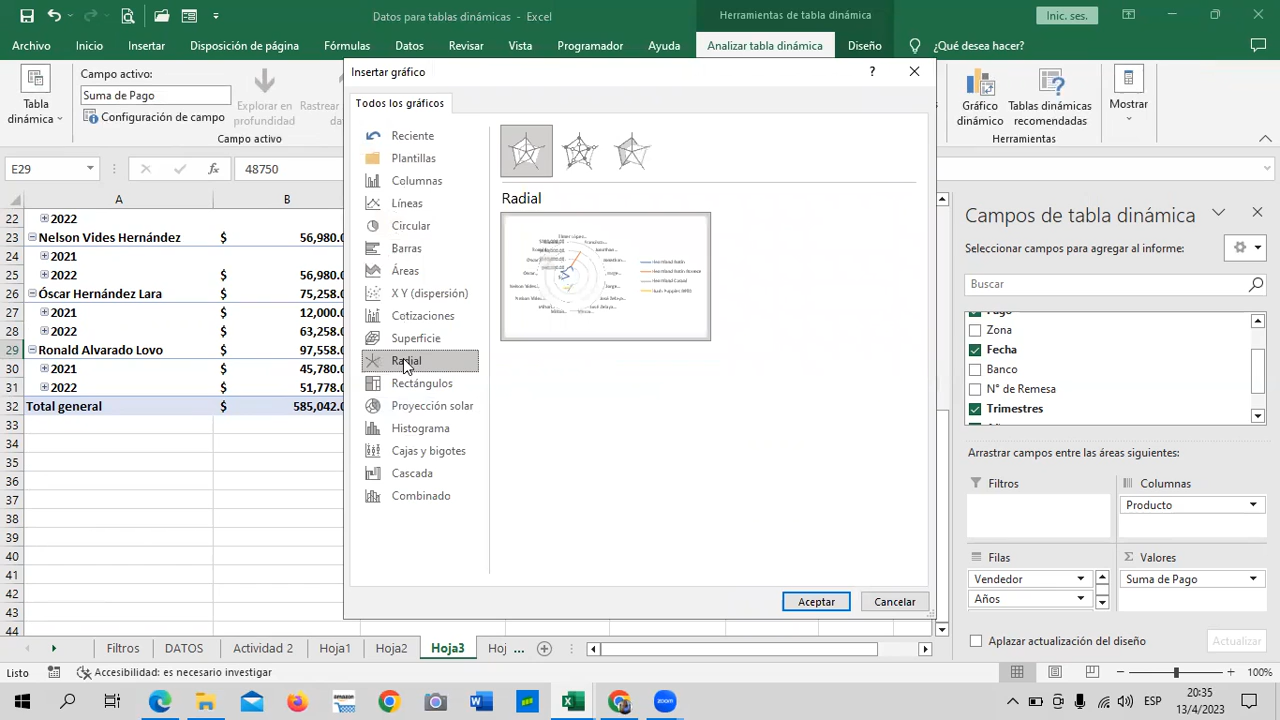 Datos para tablas dinámicas - Excel
Herramientas de tabla dinámica
Inic. ses.
Archivo
Inicio
Insertar
Disposición de página
Fórmulas
Datos
Revisar
Vista
Programador
Ayuda
Analizar tabla dinámica
Diseño
¿Qué desea hacer?
Tabla dinámica
Campo activo:
Suma de Pago
Configuración de campo
Explorar en profundidad
Rastrear
Campo activo
Gráfico dinámico
Tablas dinámicas recomendadas
Mostrar
Herramientas
E29
48750
A
B
22 2022
23 Nelson Vides Hernández $ 56,980.0
24 2021
25 2022 56,980.0
26 Óscar Hernández Lara $ 75,258.0
27 2021 12,000.0
28 2022 63,258.0
29 Ronald Alvarado Lovo $ 97,558.0
30 2021 45,780.0
31 2022 51,778.0
32 Total general $ 585,042.0
33
34
35
36
37
38
39
40
41
42
43
44
Insertar gráfico
?
Todos los gráficos
Reciente
Plantillas
Columnas
Líneas
Circular
Barras
Áreas
X Y (dispersión)
Cotizaciones
Superficie
Radial
Rectángulos
Proyección solar
Histograma
Cajas y bigotes
Cascada
Combinado
Radial
Aceptar
Cancelar
Campos de tabla dinámica
Seleccionar campos para agregar al informe:
Buscar
Zona
Fecha
Banco
N° de Remesa
Trimestres
Arrastrar campos entre las áreas siguientes:
Filtros
Columnas
Producto
Filas
Vendedor
Años
Valores
Suma de Pago
Aplazar actualización del diseño
Actualizar
Filtros
DATOS
Actividad 2
Hoja1
Hoja2
Hoja3
Hoj ...
Listo
Accesibilidad: es necesario investigar
100%
ESP
20:35
13/4/2023